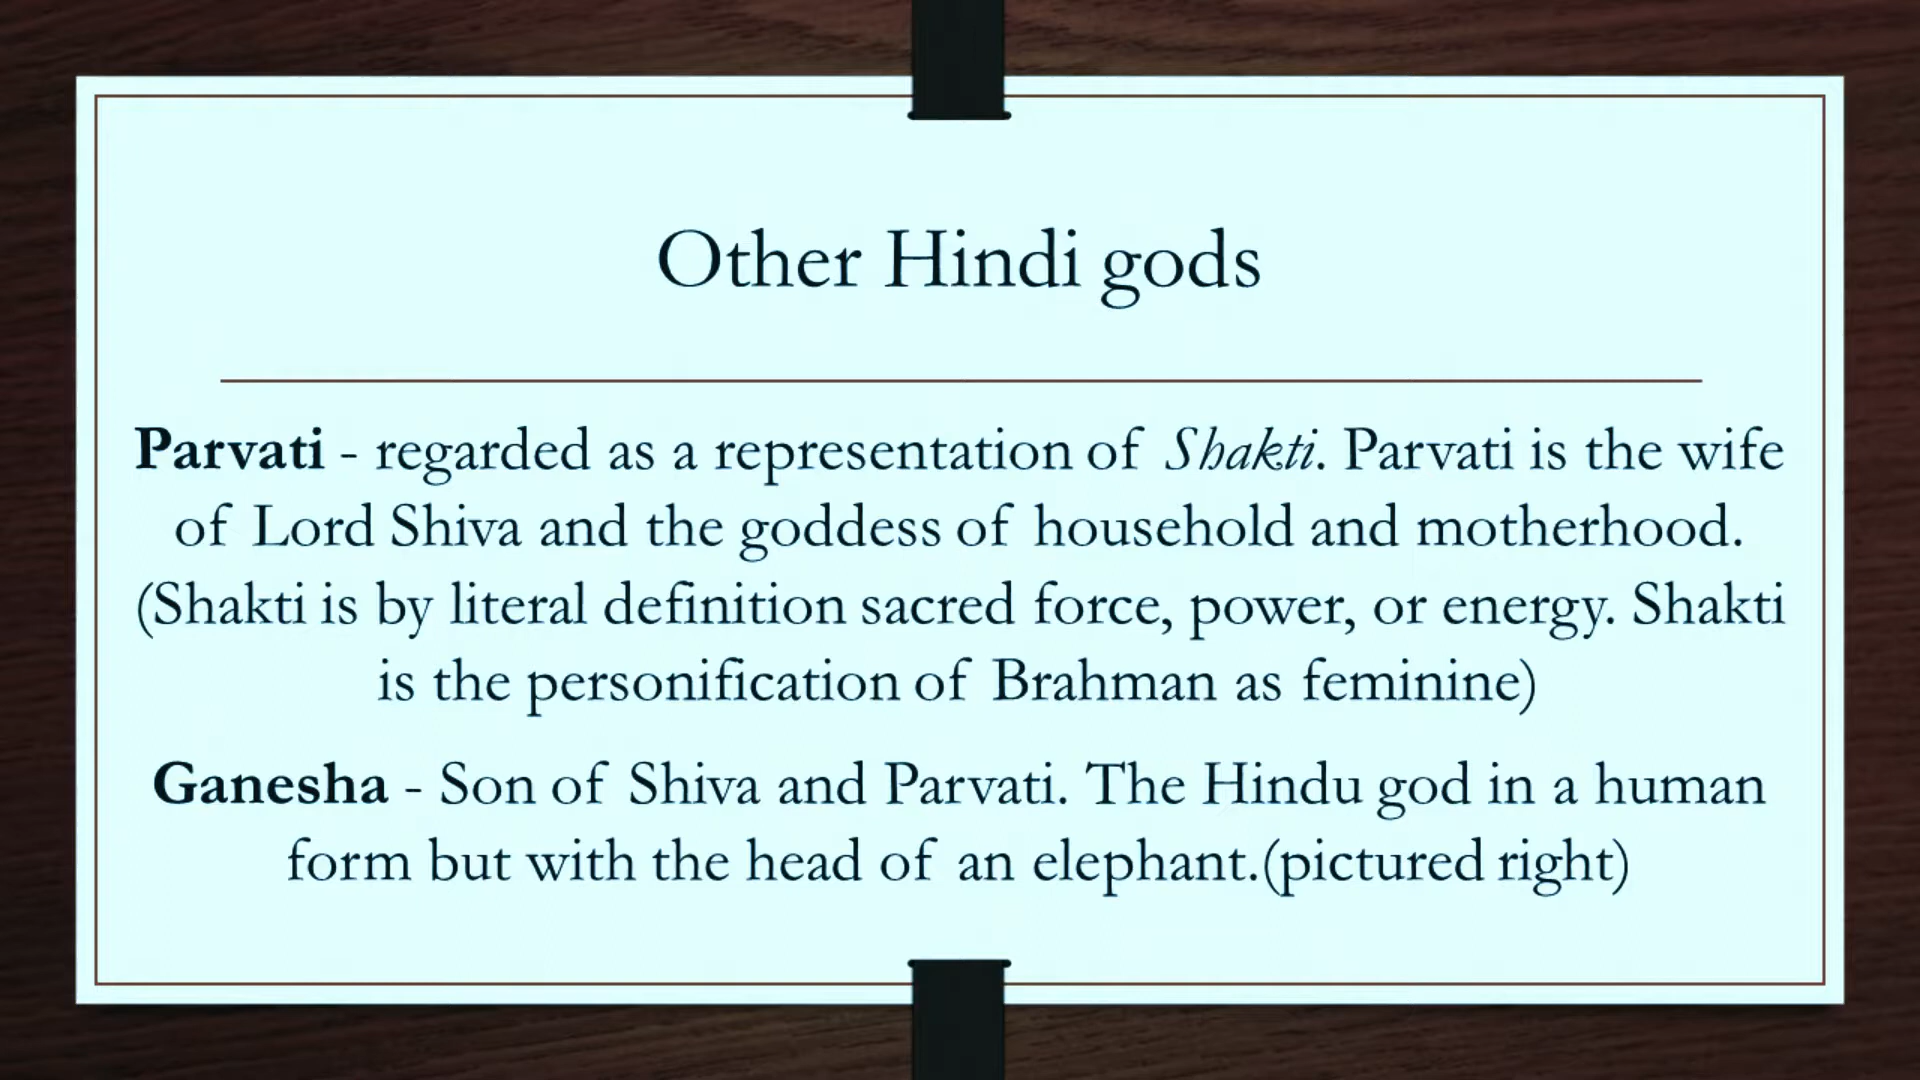 Other Hindi gods
Parvati - regarded as a representation of Shakti. Parvati is the wife
of Lord Shiva and the goddess of household and motherhood.
(Shakti is by literal definition sacred force, power, or energy. Shakti
is the personification of Brahman as feminine)
Ganesha - Son of Shiva and Parvati. The Hindu god in a human
form but with the head of an elephant.(pictured right)